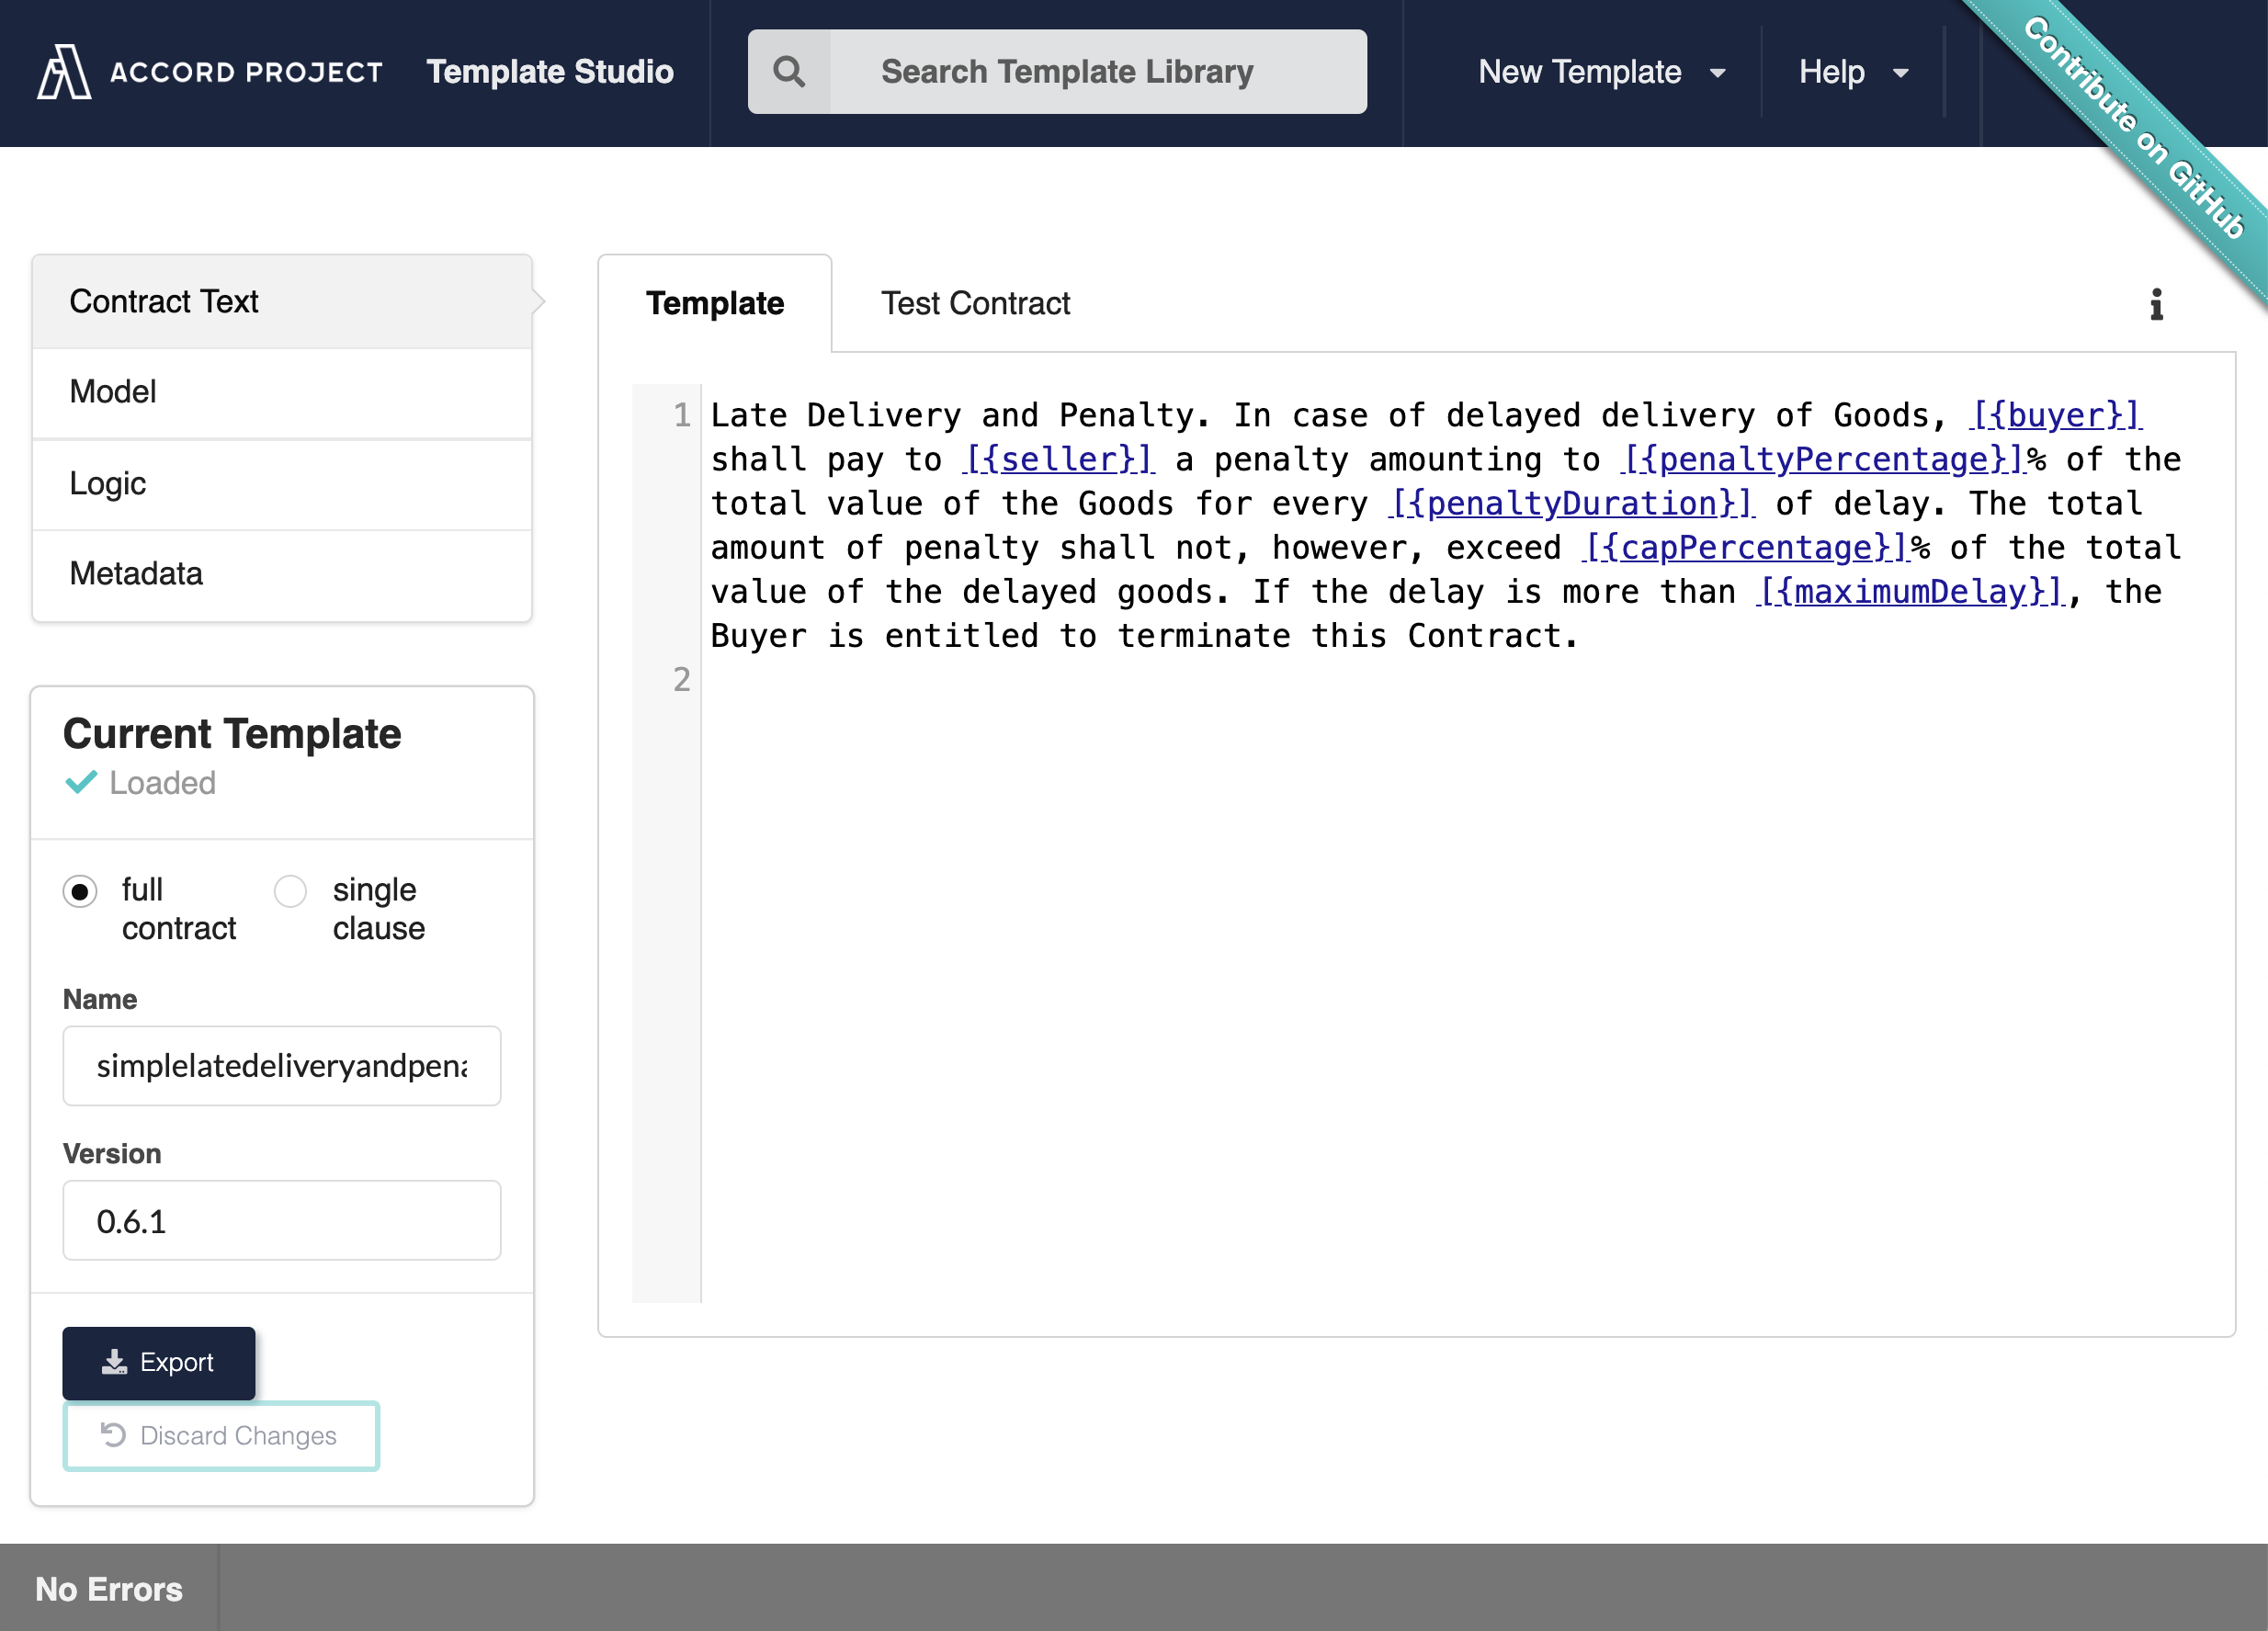 ACCORD PROJECT Template Studio Search Template Library New Template Help
Contribute on GitHub
Contract Text
Model
Logic
Metadata
Current Template
Loaded
full contract
single clause
Name
simplelatedeliveryandpena
Version
0.6.1
Export
Discard Changes
Template Test Contract
1 Late Delivery and Penalty. In case of delayed delivery of Goods, [{buyer}]
shall pay to [{seller}] a penalty amounting to [{penaltyPercentage}]% of the
total value of the Goods for every [{penaltyDuration}] of delay. The total
amount of penalty shall not, however, exceed [{capPercentage}]% of the total
value of the delayed goods. If the delay is more than [{maximumDelay}], the
Buyer is entitled to terminate this Contract.
2
No Errors